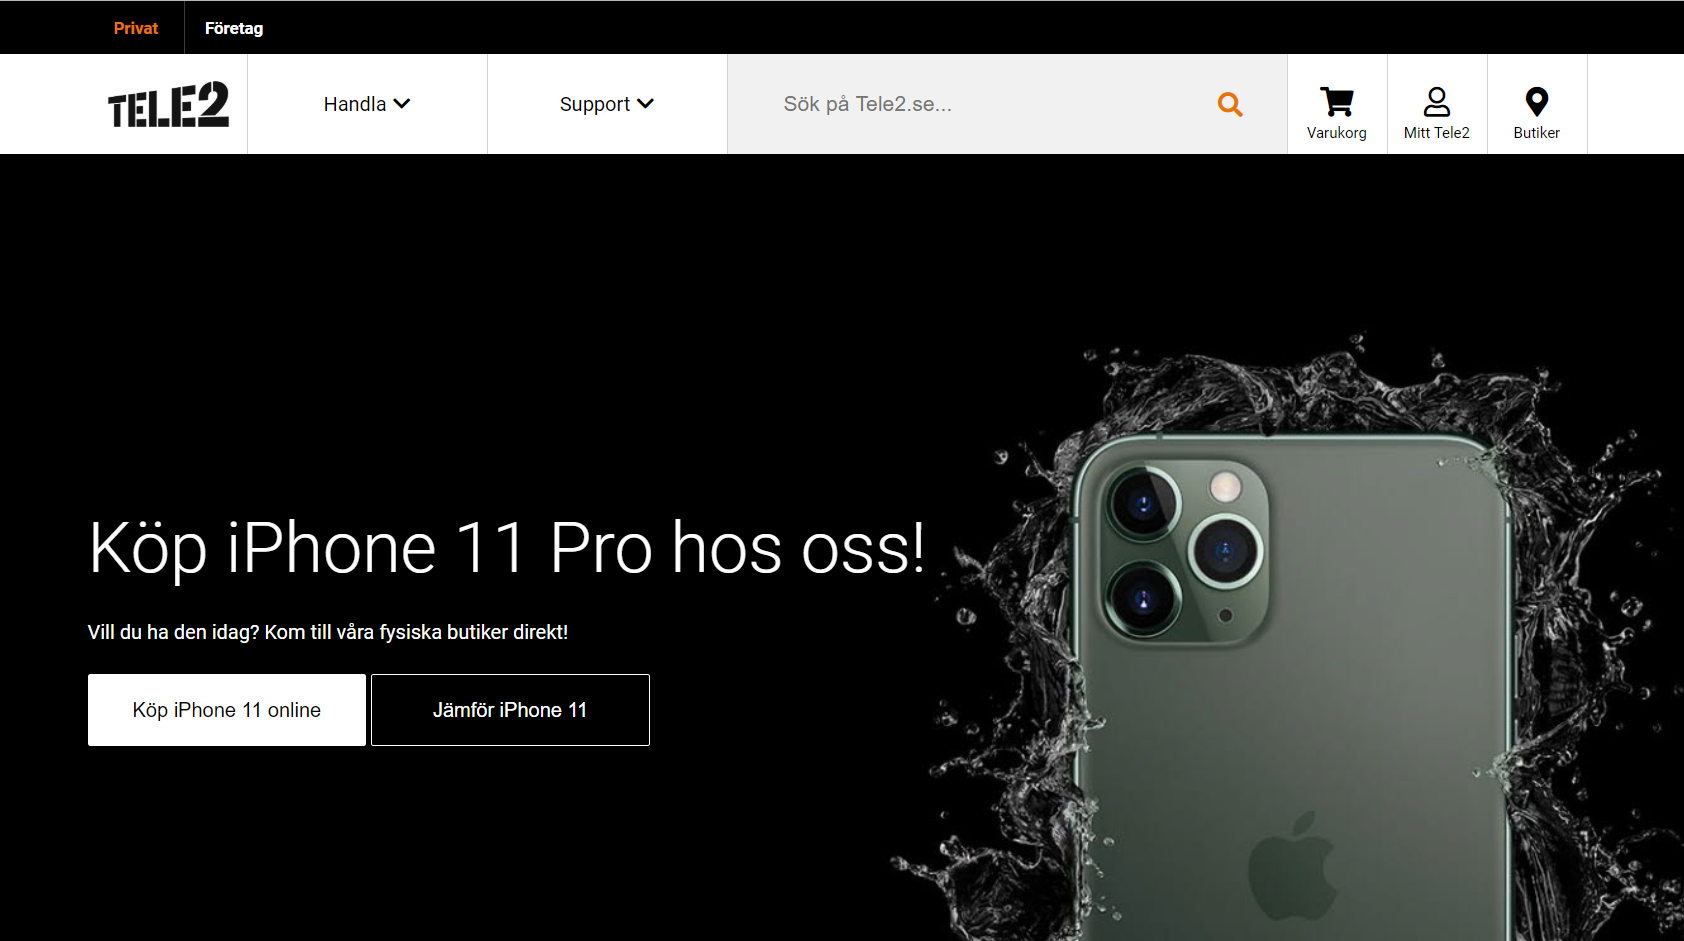 Privat
Företag
TELE2
Handla
Support
Sök på Tele2.se...
Varukorg
Mitt Tele2
Butiker
Köp iPhone 11 Pro hos oss!
Vill du ha den idag? Kom till våra fysiska butiker direkt!
Köp iPhone 11 online
Jämför iPhone 11